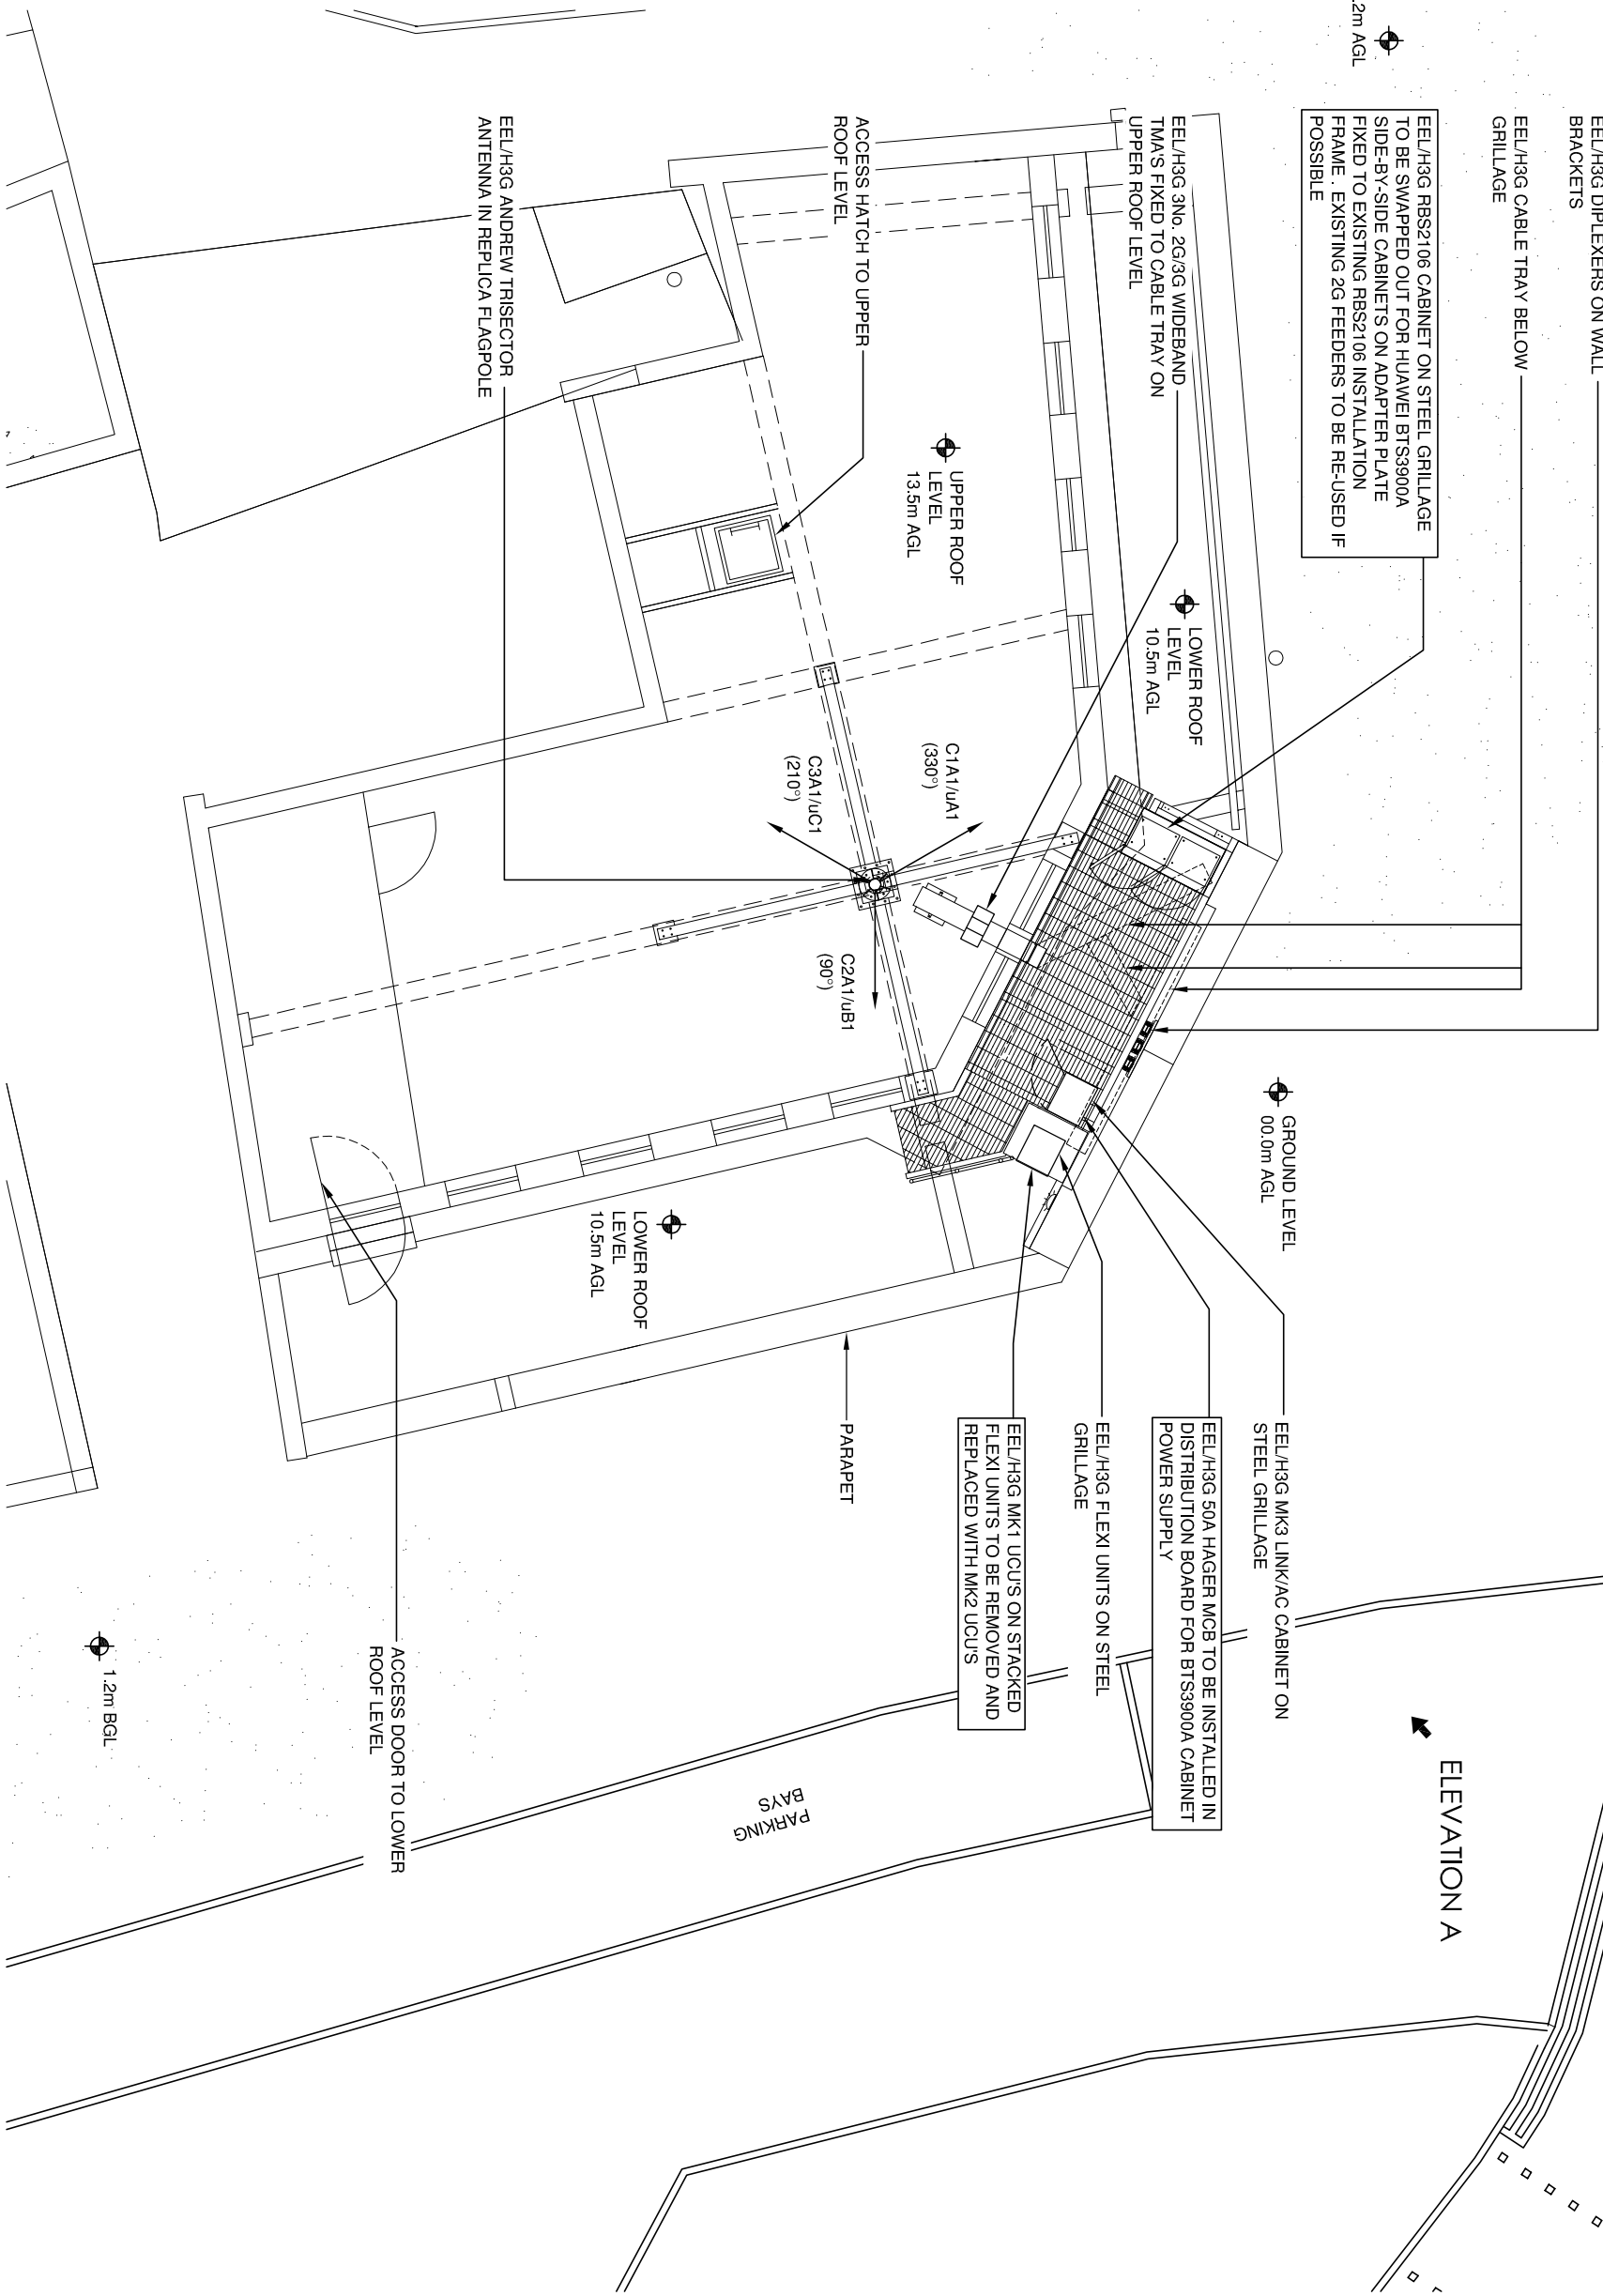 EEL/H3G DIPLEXERS ON WALL
BRACKETS
EEL/H3G CABLE TRAY BELOW
GRILLAGE
.2m AGL
EEL/H3G RBS2106 CABINET ON STEEL GRILLAGE
TO BE SWAPPED OUT FOR HUAWEI BTS3900A
SIDE-BY-SIDE CABINETS ON ADAPTER PLATE
FIXED TO EXISTING RBS2106 INSTALLATION
FRAME . EXISTING 2G FEEDERS TO BE RE-USED IF
POSSIBLE
EEL/H3G 3No. 2G/3G WIDEBAND
TMA'S FIXED TO CABLE TRAY ON
UPPER ROOF LEVEL
ACCESS HATCH TO UPPER
ROOF LEVEL
EEL/H3G ANDREW TRISECTOR
ANTENNA IN REPLICA FLAGPOLE
LOWER ROOF
LEVEL
10.5m AGL
UPPER ROOF
LEVEL
13.5m AGL
C1A1/uA1
(330°)
C3A1/uC1
(210°)
C2A1/uB1
(90°)
GROUND LEVEL
00.0m AGL
LOWER ROOF
LEVEL
10.5m AGL
ELEVATION A
EEL/H3G MK3 LINK/AC CABINET ON
STEEL GRILLAGE
EEL/H3G 50A HAGER MCB TO BE INSTALLED IN
DISTRIBUTION BOARD FOR BTS3900A CABINET
POWER SUPPLY
EEL/H3G FLEXI UNITS ON STEEL
GRILLAGE
EEL/H3G MK1 UCU'S ON STACKED
FLEXI UNITS TO BE REMOVED AND
REPLACED WITH MK2 UCU'S
PARAPET
PARKING
BAYS
ACCESS DOOR TO LOWER
ROOF LEVEL
1.2m BGL